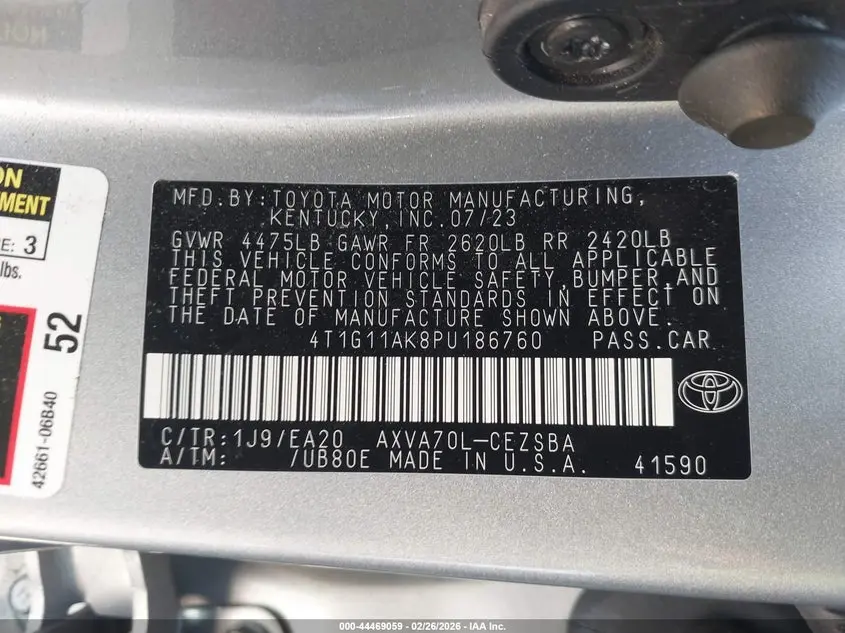 ON
EMENT
E: 3
lbs.
52
42661-06B40
MFD.BY:TOYOTA MOTOR MANUFACTURING,
KENTUCKY,INC.07/23
GVWR 4475LB GAWR FR 2620LB RR 2420LB
THIS VEHICLE CONFORMS TO ALL APPLICABLE
FEDERAL MOTOR VEHICLE SAFETY,BUMPER,AND
THEFT PREVENTION STANDARDS IN EFFECT ON
THE DATE OF MANUFACTURE SHOWN ABOVE.
4T1G11AK8PU186760 PASS.CAR
C/TR:1J9/EA20 AXVA70L-CEZSBA
A/TM: /UB80E MADE IN U.S.A. 41590
000-44469059 - 02/26/2026 - IAA Inc.